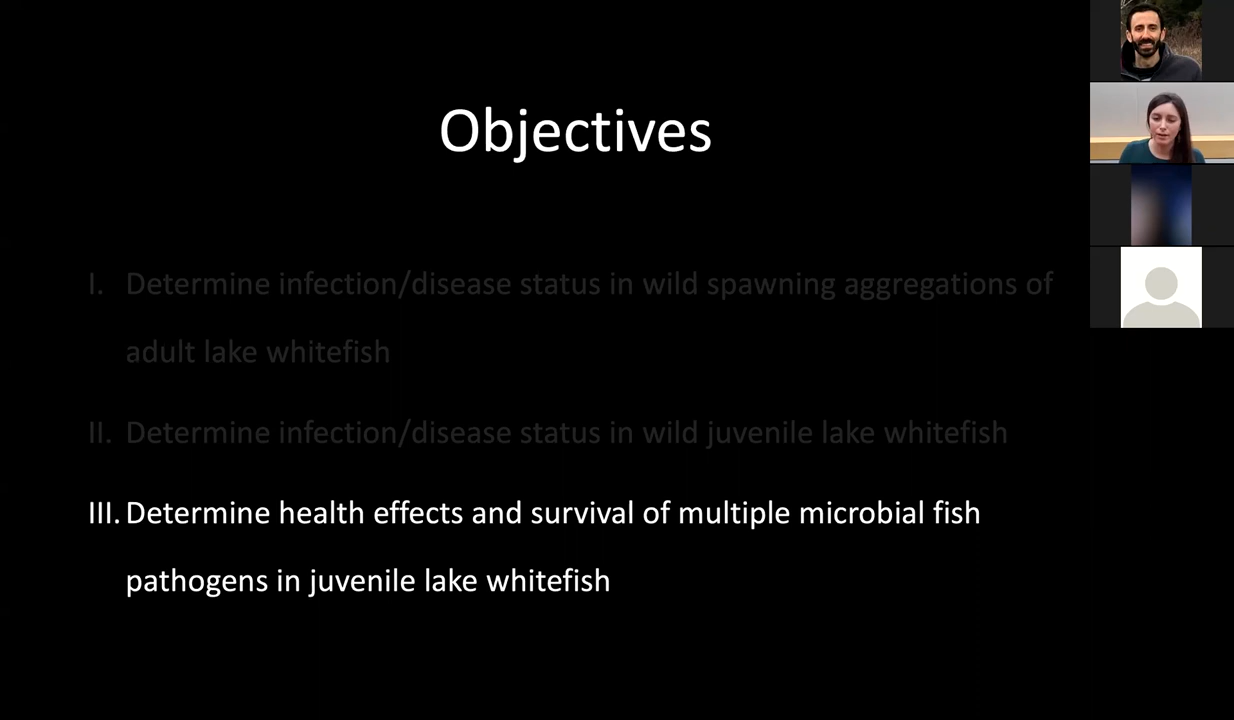 Objectives
I. Determine infection/disease status in wild spawning aggregations of
adult lake whitefish
II. Determine infection/disease status in wild juvenile lake whitefish
III. Determine health effects and survival of multiple microbial fish
pathogens in juvenile lake whitefish